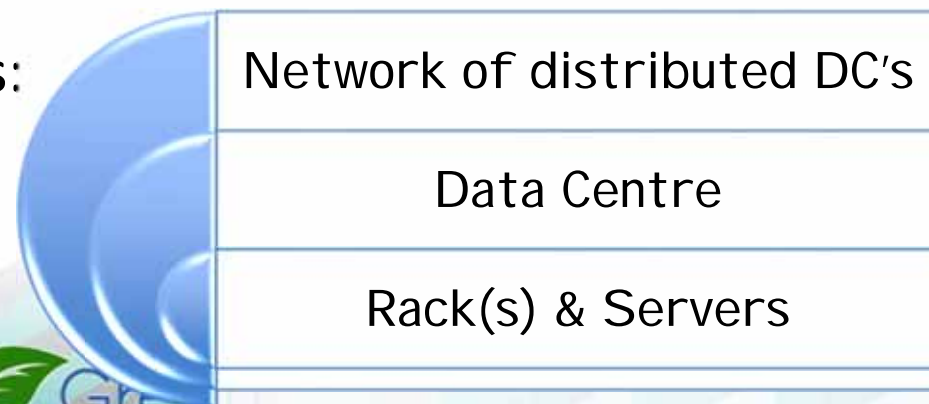 s:
Network of distributed DC's
Data Centre
Rack(s) & Servers